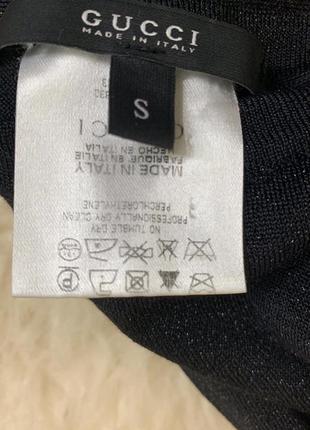 GUCCI
MADE IN ITALY
S
HECHO EN ITALIA
FABRIQUE EN ITALIE
MADE IN ITALY
PERCHLORETHYLENE
PROFESSIONALLY DRY CLEAN
NO TUMBLE DRY